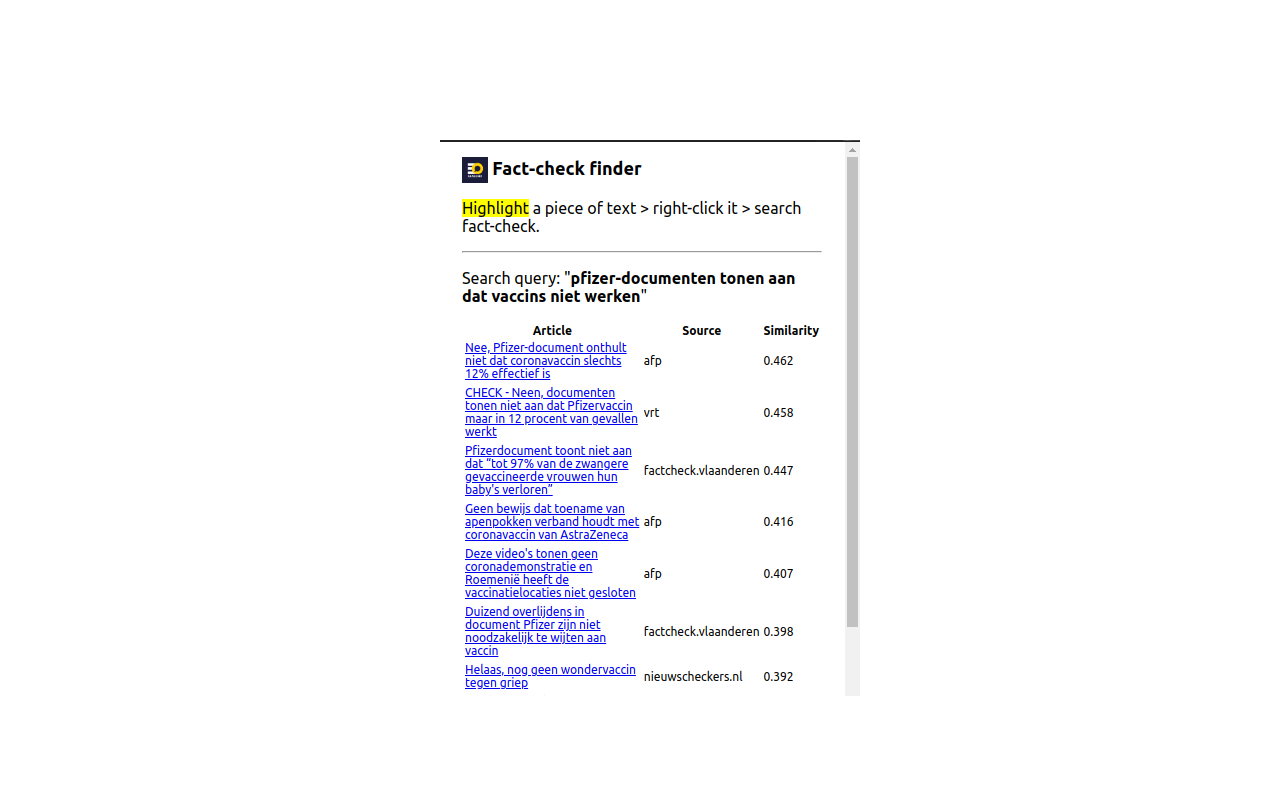 Fact-check finder
Highlight a piece of text > right-click it > search
fact-check.
Search query: "pfizer-documenten tonen aan
dat vaccins niet werken"
Article Source Similarity
Nee, Pfizer-document onthult
niet dat coronavaccin slechts
12% effectief is
afp 0.462
CHECK - Neen, documenten
tonen niet aan dat Pfizervaccin
maar in 12 procent van gevallen
werkt
vrt 0.458
Pfizerdocument toont niet aan
dat “tot 97% van de zwangere
gevaccineerde vrouwen hun
baby's verloren”
factcheck.vlaanderen 0.447
Geen bewijs dat toename van
apenpokken verband houdt met
coronavaccin van AstraZeneca
afp 0.416
Deze video's tonen geen
coronademonstratie en
Roemenië heeft de
vaccinatielocaties niet gesloten
afp 0.407
Duizend overlijdens in
document Pfizer zijn niet
noodzakelijk te wijten aan
vaccin
factcheck.vlaanderen 0.398
Helaas, nog geen wondervaccin
tegen griep
nieuwscheckers.nl 0.392